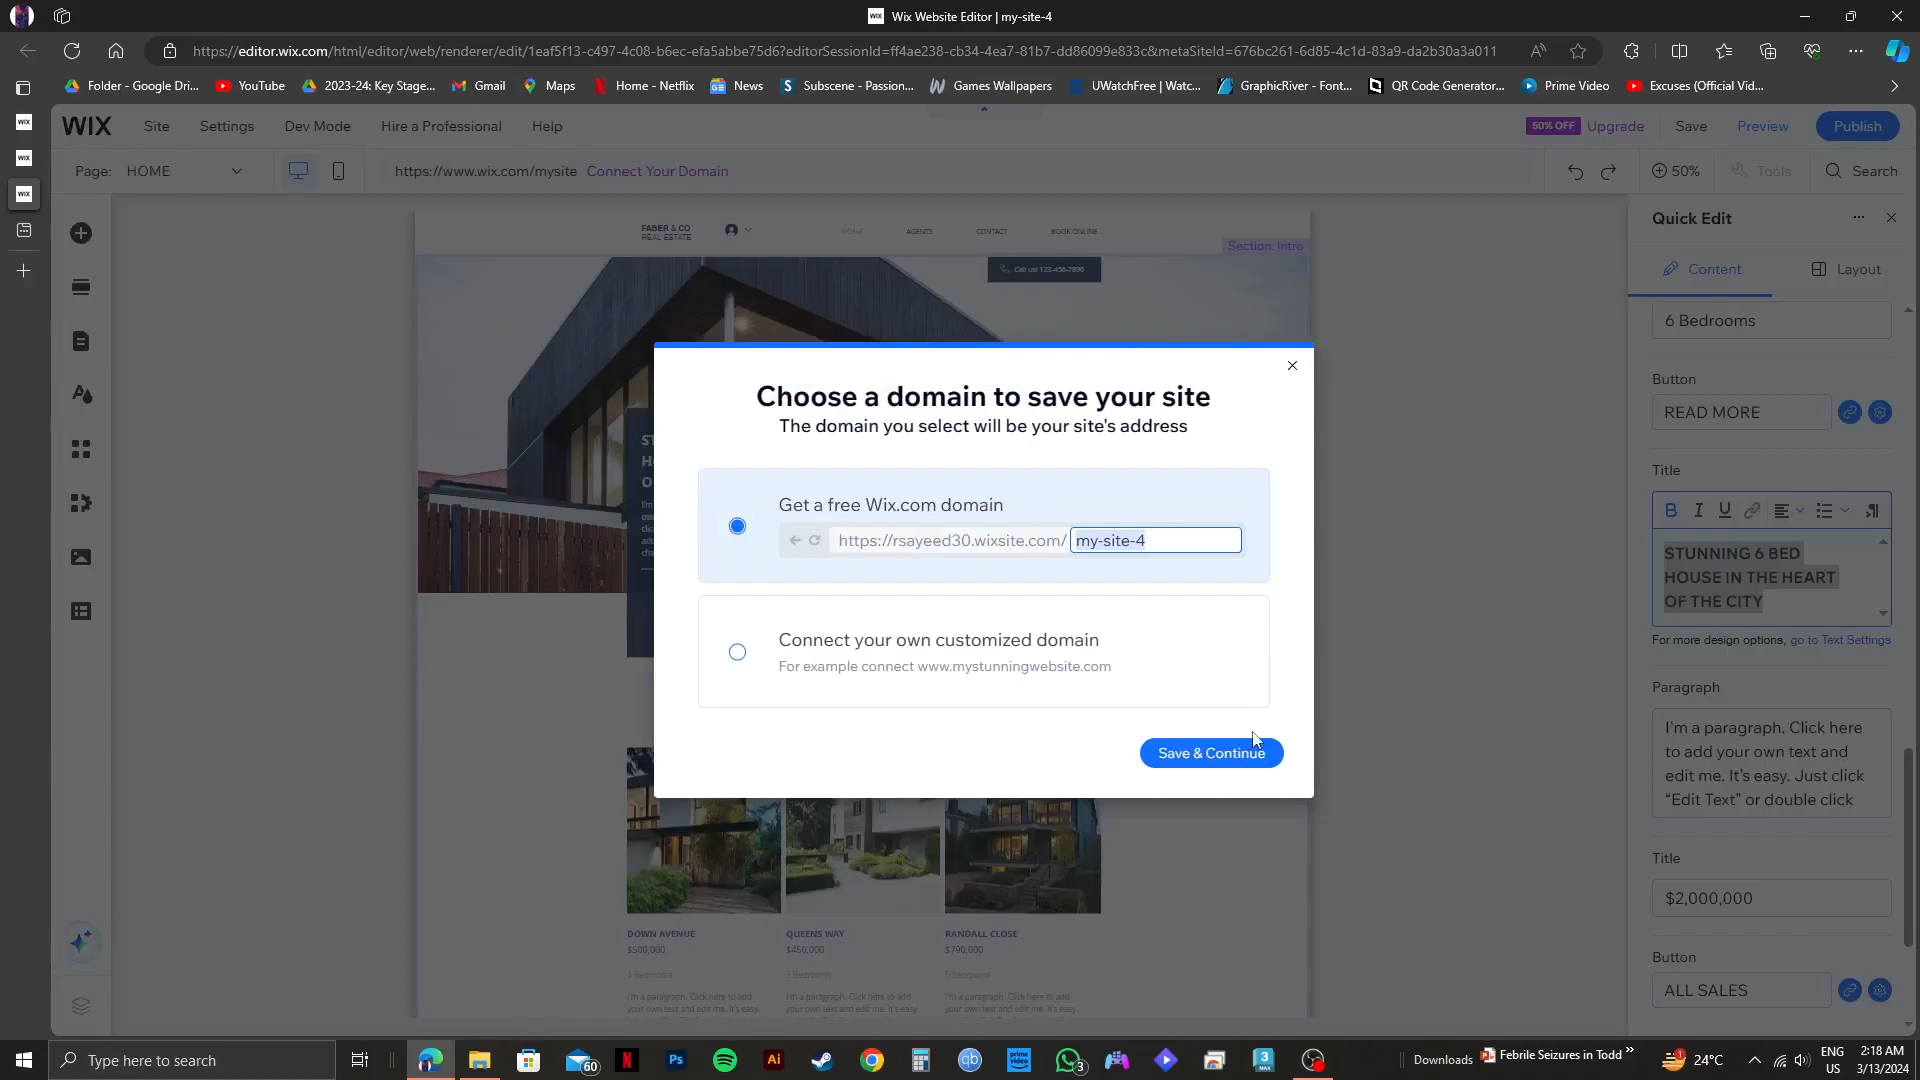 Wix Website Editor | my-site-4
https://editor.wix.com/html/editor/web/renderer/edit/1eaf5f13-c497-4c08-b6ec-efa5abbe75d6?editorSessionId=ff4ae238-cb34-4ea7-81b7-dd86099e833c&metaSiteId=676bc261-6d85-4c1d-83a9-da2b30a3a011
Folder - Google Dri... YouTube 2023-24: Key Stage... Gmail Maps Home - Netflix News Subscene - Passion... Games Wallpapers UWatchFree | Watc... GraphicRiver - Font... QR Code Generator... Prime Video Excuses (Official Vid...
WIX Site Settings Dev Mode Hire a Professional Help 50% OFF Upgrade Save Preview Publish
Page: HOME https://www.wix.com/mysite Connect Your Domain 50% Tools Search
Quick Edit
Content Layout
FABER & CO
REAL ESTATE
HOME AGENTS CONTACT BOOK ONLINE
Section: Intro
Call us! 123-456-7890
Choose a domain to save your site
The domain you select will be your site's address
Get a free Wix.com domain
https://rsayeed30.wixsite.com/ my-site-4
Connect your own customized domain
For example connect www.mystunningwebsite.com
Save & Continue
DOWN AVENUE
$500,000
4 Bedrooms
I'm a paragraph. Click here to add
your own text and edit me. It's easy.
QUEENS WAY
$450,000
3 Bedrooms
I'm a paragraph. Click here to add
your own text and edit me. It's easy.
RANDALL CLOSE
$790,000
I'm a paragraph. Click here to add
your own text and edit me. It's easy.
6 Bedrooms
Button
READ MORE
Title
B I U
STUNNING 6 BED
HOUSE IN THE HEART
OF THE CITY
For more design options, go to Text Settings
Paragraph
I'm a paragraph. Click here
to add your own text and
edit me. It's easy. Just click
“Edit Text” or double click
Title
$2,000,000
Button
ALL SALES
Type here to search 60 Ps Ai qb prime video 3 3 MAX Downloads Febrile Seizures in Todd 1 24°C ENG US 2:18 AM 3/13/2024